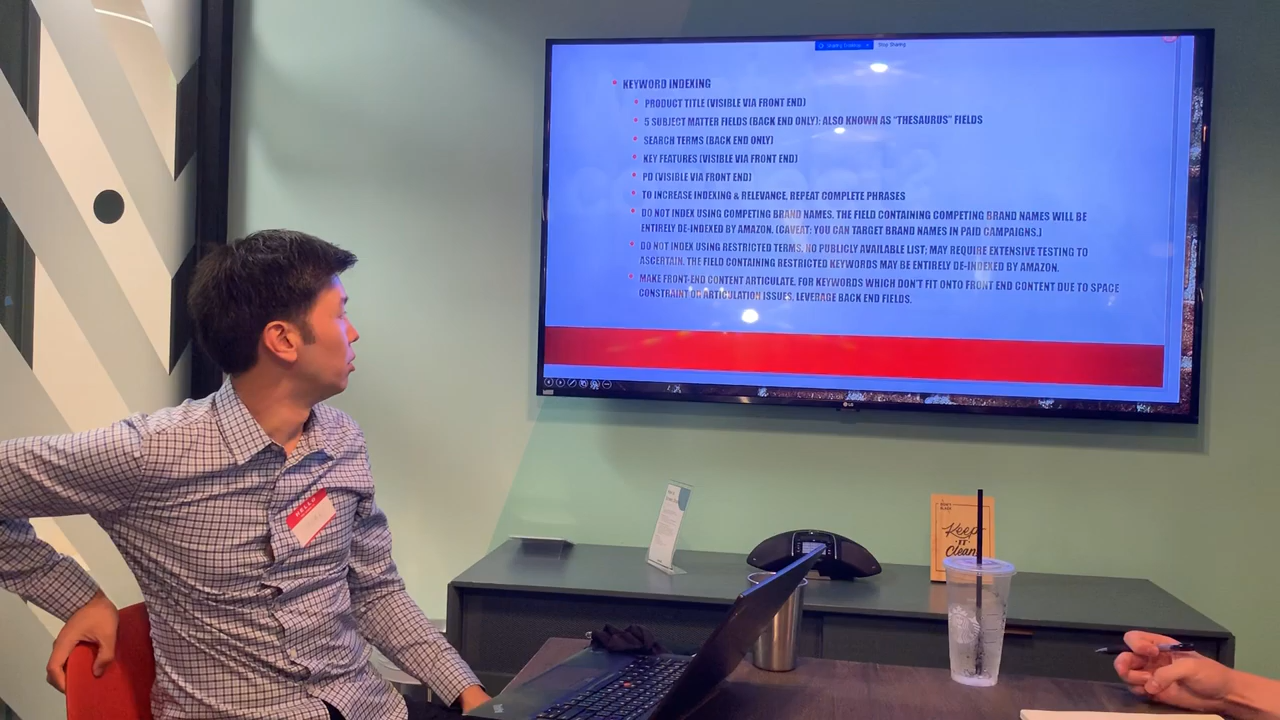 Stop Sharing
KEYWORD INDEXING
PRODUCT TITLE (VISIBLE VIA FRONT END)
5 SUBJECT MATTER FIELDS (BACK END ONLY); ALSO KNOWN AS "THESAURUS" FIELDS
SEARCH TERMS (BACK END ONLY)
KEY FEATURES (VISIBLE VIA FRONT END)
PD (VISIBLE VIA FRONT END)
TO INCREASE INDEXING & RELEVANCE, REPEAT COMPLETE PHRASES
DO NOT INDEX USING COMPETING BRAND NAMES. THE FIELD CONTAINING COMPETING BRAND NAMES WILL BE
ENTIRELY DE-INDEXED BY AMAZON. (CAVEAT: YOU CAN TARGET BRAND NAMES IN PAID CAMPAIGNS.)
DO NOT INDEX USING RESTRICTED TERMS. NO PUBLICLY AVAILABLE LIST; MAY REQUIRE EXTENSIVE TESTING TO
ASCERTAIN. THE FIELD CONTAINING RESTRICTED KEYWORDS MAY BE ENTIRELY DE-INDEXED BY AMAZON.
MAKE FRONT-END CONTENT ARTICULATE. FOR KEYWORDS WHICH DON'T FIT ONTO FRONT END CONTENT DUE TO SPACE
CONSTRAINT OR ARTICULATION ISSUES, LEVERAGE BACK END FIELDS.
LG
HELLO
Keep
IT
Clean